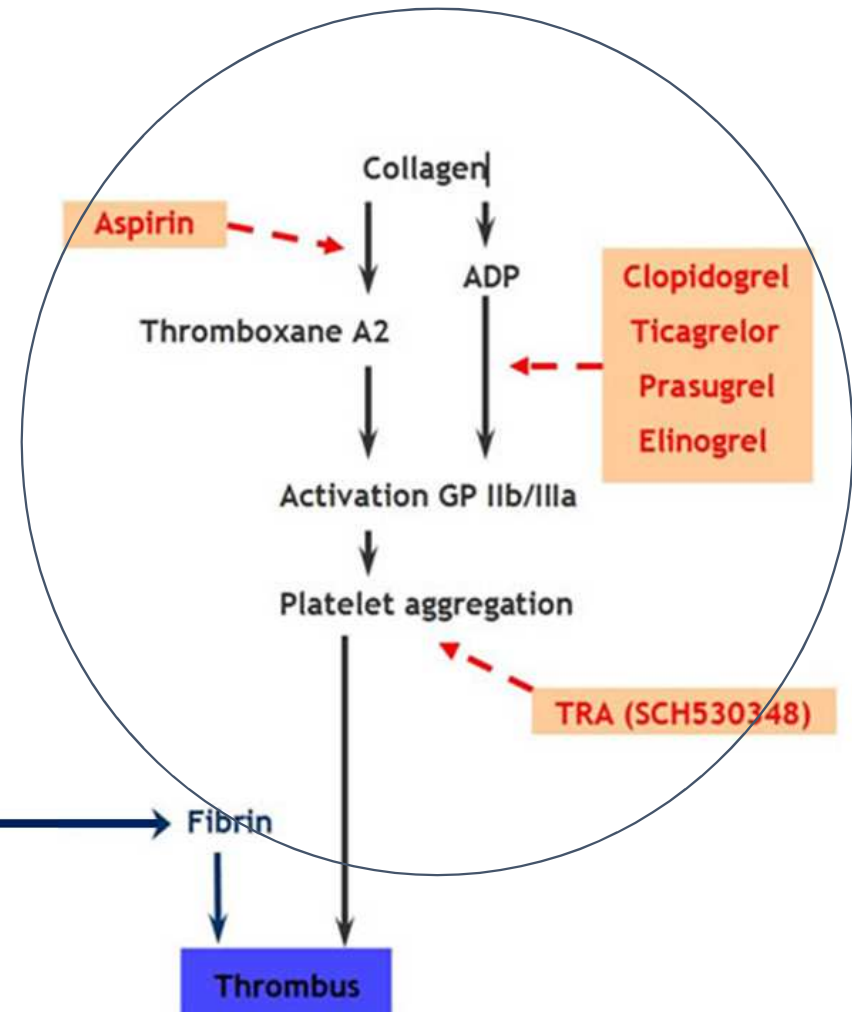 Collagen
Aspirin
ADP
Clopidogrel
Thromboxane A2
Ticagrelor
Prasugrel
Elinogrel
Activation GP IIb/IIIa
Platelet aggregation
TRA (SCH530348)
Fibrin
Thrombus